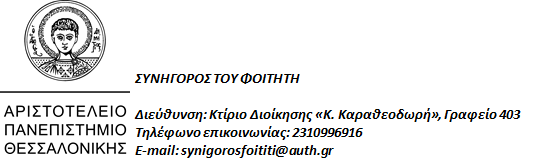 ΑΡΙΣΤΟΤΕΛΕΙΟ
ΠΑΝΕΠΙΣΤΗΜΙΟ
ΘΕΣΣΑΛΟΝΙΚΗΣ
ΣΥΝΗΓΟΡΟΣ ΤΟΥ ΦΟΙΤΗΤΗ
Διεύθυνση: Κτίριο Διοίκησης «Κ. Καραθεοδωρή», Γραφείο 403
Τηλέφωνο επικοινωνίας: 2310996916
E-mail: synigorosfoititi@auth.gr